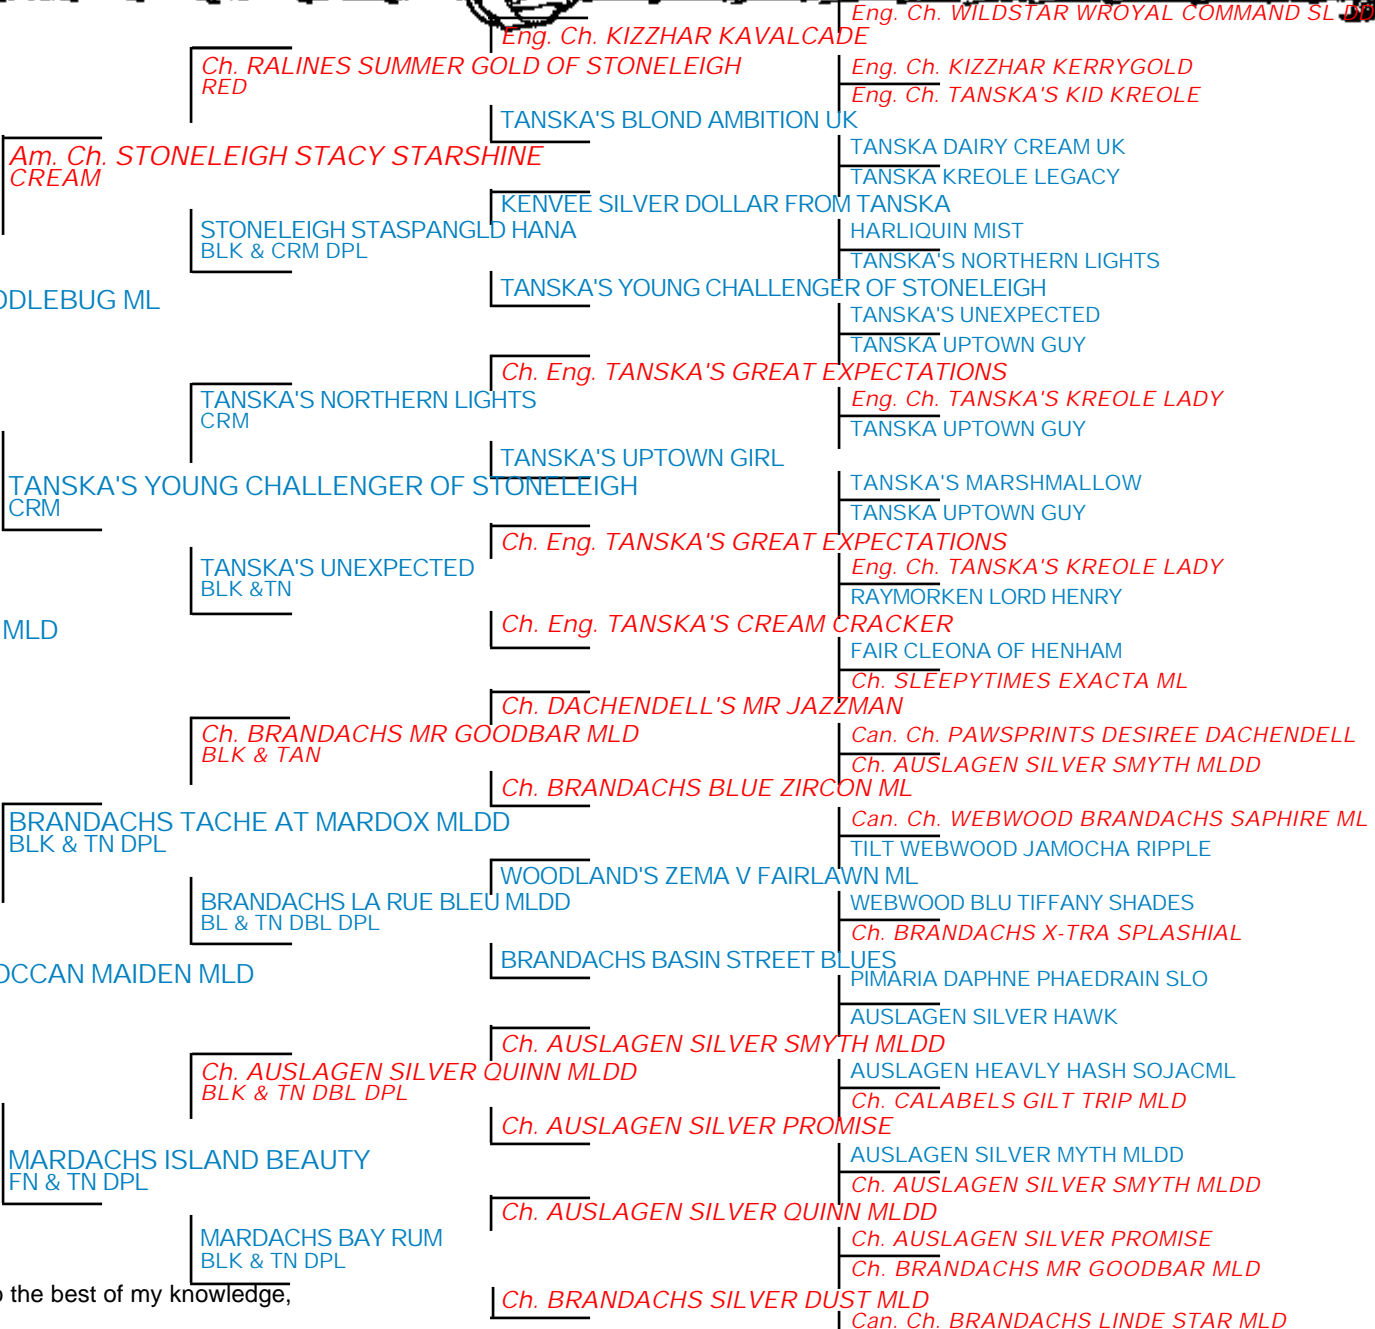 Eng. Ch. WILDSTAR WROYAL COMMAND SL DD
Eng. Ch. KIZZHAR KAVALCADE
Ch. RALINES SUMMER GOLD OF STONELEIGH
RED
Eng. Ch. KIZZHAR KERRYGOLD
Eng. Ch. TANSKA'S KID KREOLE
TANSKA'S BLOND AMBITION UK
TANSKA DAIRY CREAM UK
Am. Ch. STONELEIGH STACY STARSHINE
CREAM
TANSKA KREOLE LEGACY
KENVEE SILVER DOLLAR FROM TANSKA
STONELEIGH STASPANGLD HANA
BLK & CRM DPL
HARLIQUIN MIST
TANSKA'S NORTHERN LIGHTS
TANSKA'S YOUNG CHALLENGER OF STONELEIGH
DDLEBUG ML
TANSKA'S UNEXPECTED
TANSKA UPTOWN GUY
Ch. Eng. TANSKA'S GREAT EXPECTATIONS
TANSKA'S NORTHERN LIGHTS
CRM
Eng. Ch. TANSKA'S KREOLE LADY
TANSKA UPTOWN GUY
TANSKA'S UPTOWN GIRL
TANSKA'S YOUNG CHALLENGER OF STONELEIGH
CRM
TANSKA'S MARSHMALLOW
TANSKA UPTOWN GUY
Ch. Eng. TANSKA'S GREAT EXPECTATIONS
TANSKA'S UNEXPECTED
BLK &TN
Eng. Ch. TANSKA'S KREOLE LADY
RAYMORKEN LORD HENRY
Ch. Eng. TANSKA'S CREAM CRACKER
MLD
FAIR CLEONA OF HENHAM
Ch. SLEEPYTIMES EXACTA ML
Ch. DACHENDELL'S MR JAZZMAN
Ch. BRANDACHS MR GOODBAR MLD
BLK & TAN
Can. Ch. PAWSPRINTS DESIREE DACHENDELL
Ch. AUSLAGEN SILVER SMYTH MLDD
Ch. BRANDACHS BLUE ZIRCON ML
BRANDACHS TACHE AT MARDOX MLDD
BLK & TN DPL
Can. Ch. WEBWOOD BRANDACHS SAPHIRE ML
TILT WEBWOOD JAMOCHA RIPPLE
WOODLAND'S ZEMA V FAIRLAWN ML
BRANDACHS LA RUE BLEU MLDD
BL & TN DBL DPL
WEBWOOD BLU TIFFANY SHADES
Ch. BRANDACHS X-TRA SPLASHIAL
BRANDACHS BASIN STREET BLUES
OCCAN MAIDEN MLD
PIMARIA DAPHNE PHAEDRAIN SLO
AUSLAGEN SILVER HAWK
Ch. AUSLAGEN SILVER SMYTH MLDD
Ch. AUSLAGEN SILVER QUINN MLDD
BLK & TN DBL DPL
AUSLAGEN HEAVLY HASH SOJACML
Ch. CALABELS GILT TRIP MLD
Ch. AUSLAGEN SILVER PROMISE
MARDACHS ISLAND BEAUTY
FN & TN DPL
AUSLAGEN SILVER MYTH MLDD
Ch. AUSLAGEN SILVER SMYTH MLDD
Ch. AUSLAGEN SILVER QUINN MLDD
MARDACHS BAY RUM
BLK & TN DPL
Ch. AUSLAGEN SILVER PROMISE
Ch. BRANDACHS MR GOODBAR MLD
o the best of my knowledge,
Ch. BRANDACHS SILVER DUST MLD
Can. Ch. BRANDACHS LINDE STAR MLD